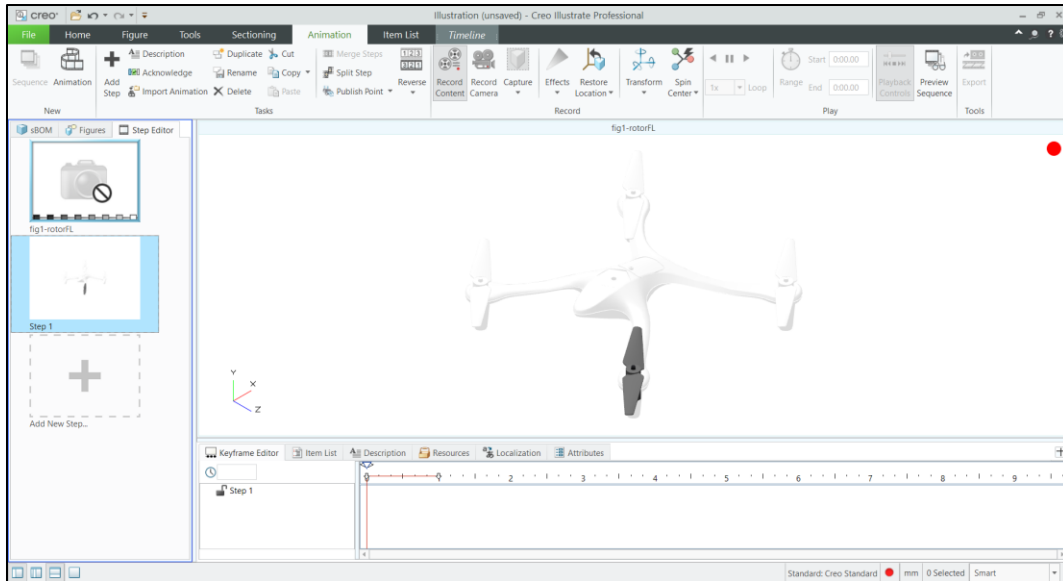 creo® Illustration (unsaved) - Creo Illustrate Professional
File Home Figure Tools Sectioning Animation Item List Timeline
Sequence Animation
New
Add Step
Description
Acknowledge
Import Animation
Duplicate Cut
Rename Copy
Delete Paste
Tasks
Merge Steps
Split Step
Publish Point
Reverse
Record Content
Record Camera
Capture
Effects
Restore Location
Transform
Spin Center
Record
1x Loop
Start 0:00.00
Range End 0:00.00
Playback Controls
Preview Sequence
Play
Export
Tools
sBOM Figures Step Editor
fig1-rotorFL
fig1-rotorFL
Step 1
Add New Step...
Y
X
Z
Keyframe Editor Item List Description Resources Localization Attributes
0 2 3 4 5 6 7 8 9
Step 1
Standard: Creo Standard mm 0 Selected Smart